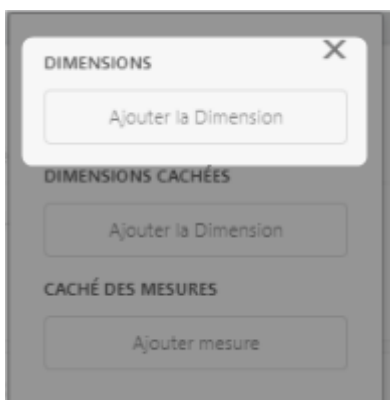 DIMENSIONS
Ajouter la Dimension
DIMENSIONS CACHÉES
Ajouter la Dimension
CACHÉ DES MESURES
Ajouter mesure